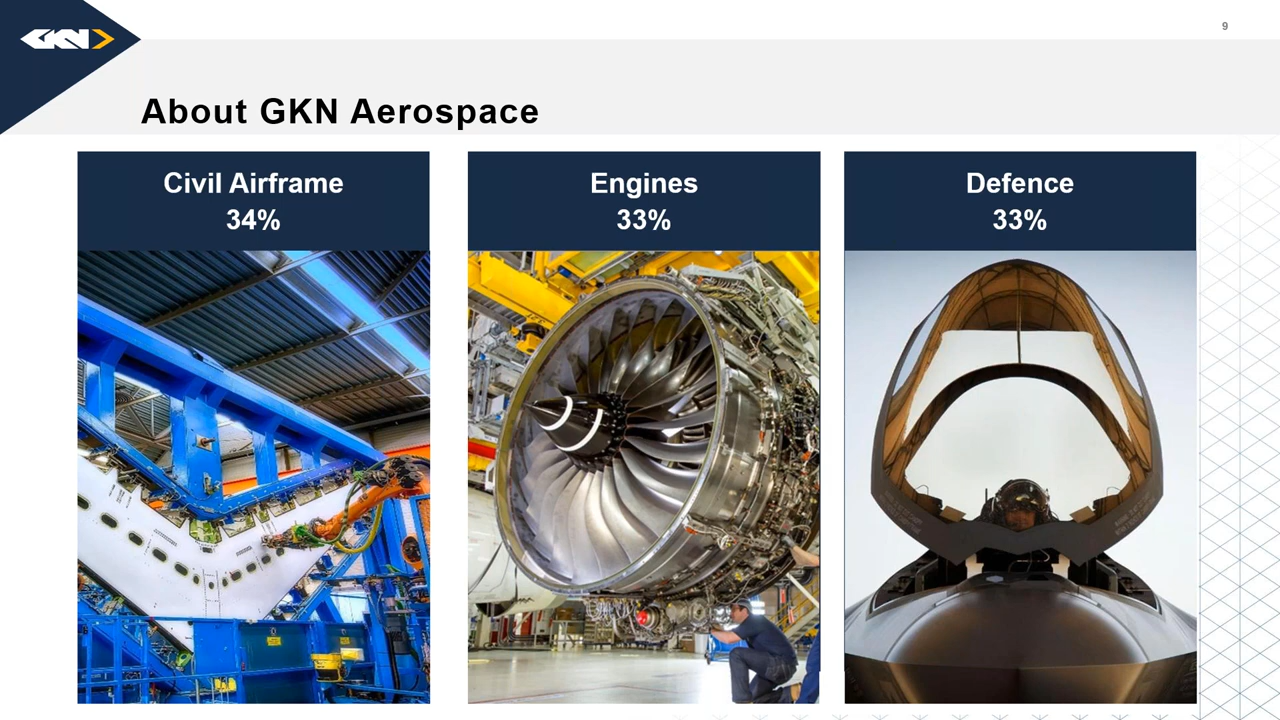 9
GKN
About GKN Aerospace
Civil Airframe
34%
Engines
33%
Defence
33%